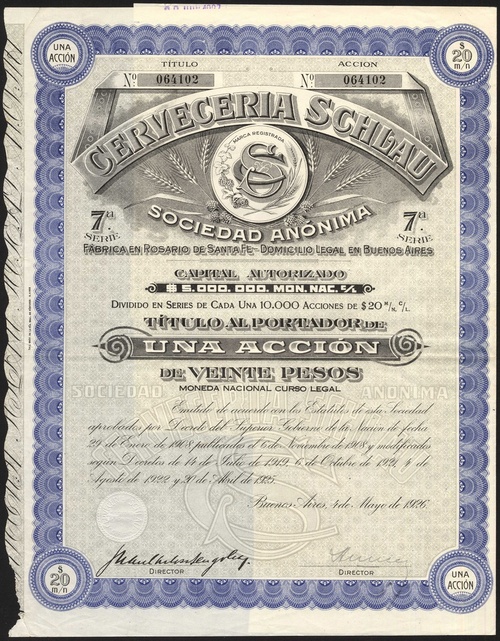 UNA
ACCIÓN
$
20
m/n
TÍTULO
ACCION
Nº 064102
Nº 064102
CERVECERIA SCHLAU
MARCA REGISTRADA
SOCIEDAD ANÓNIMA
7ª
SERIE
7ª
SERIE
FÁBRICA EN ROSARIO DE SANTA FE - DOMICILIO LEGAL EN BUENOS AIRES
CAPITAL AUTORIZADO
$ 5.000.000. MON. NAC. C/L
DIVIDIDO EN SERIES DE CADA UNA 10.000 ACCIONES DE $ 20 M/N. C/L.
TÍTULO AL PORTADOR DE
UNA ACCIÓN
DE VEINTE PESOS
MONEDA NACIONAL CURSO LEGAL
SOCIEDAD ANÓNIMA
Emitido de acuerdo con los Estatutos de esta Sociedad
aprobados por Decreto del Superior Gobierno de la Nación de fecha
29 de Enero de 1908 publicados el 6 de Noviembre de 1908 y modificados
según Decretos de 14 de Julio de 1919, 6 de Octubre de 1921, 4 de
Agosto de 1922 y 20 de Abril de 1925.
Buenos Aires, 4 de Mayo de 1926.
DIRECTOR
DIRECTOR
$
20
m/n
UNA
ACCIÓN